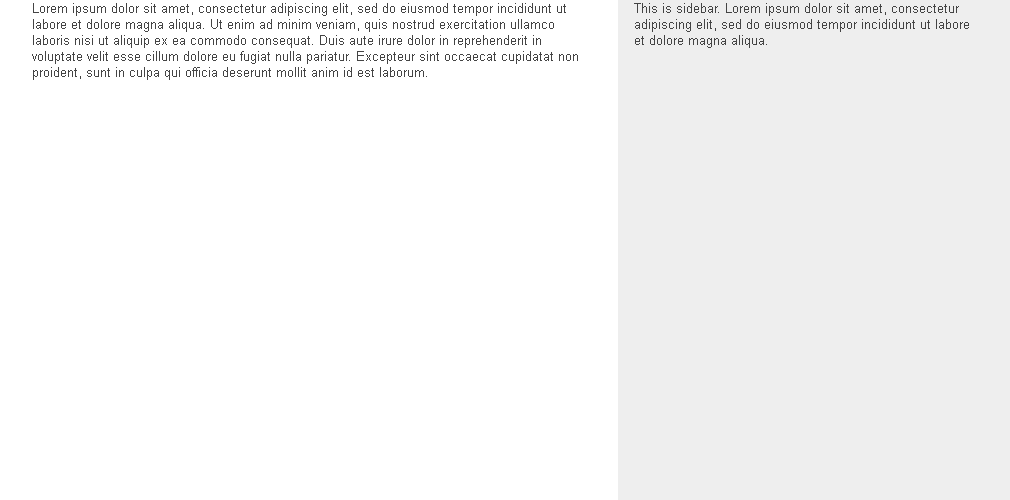 Lorem ipsum dolor sit amet, consectetur adipiscing elit, sed do eiusmod tempor incididunt ut
labore et dolore magna aliqua. Ut enim ad minim veniam, quis nostrud exercitation ullamco
laboris nisi ut aliquip ex ea commodo consequat. Duis aute irure dolor in reprehenderit in
voluptate velit esse cillum dolore eu fugiat nulla pariatur. Excepteur sint occaecat cupidatat non
proident, sunt in culpa qui officia deserunt mollit anim id est laborum.
This is sidebar. Lorem ipsum dolor sit amet, consectetur
adipiscing elit, sed do eiusmod tempor incididunt ut labore
et dolore magna aliqua.